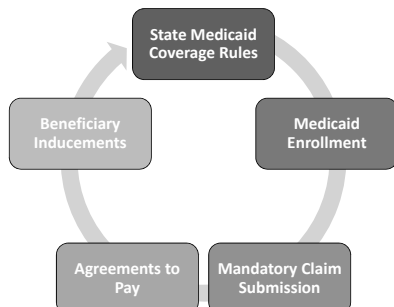 State Medicaid
Coverage Rules
Medicaid
Enrollment
Mandatory Claim
Submission
Agreements to
Pay
Beneficiary
Inducements